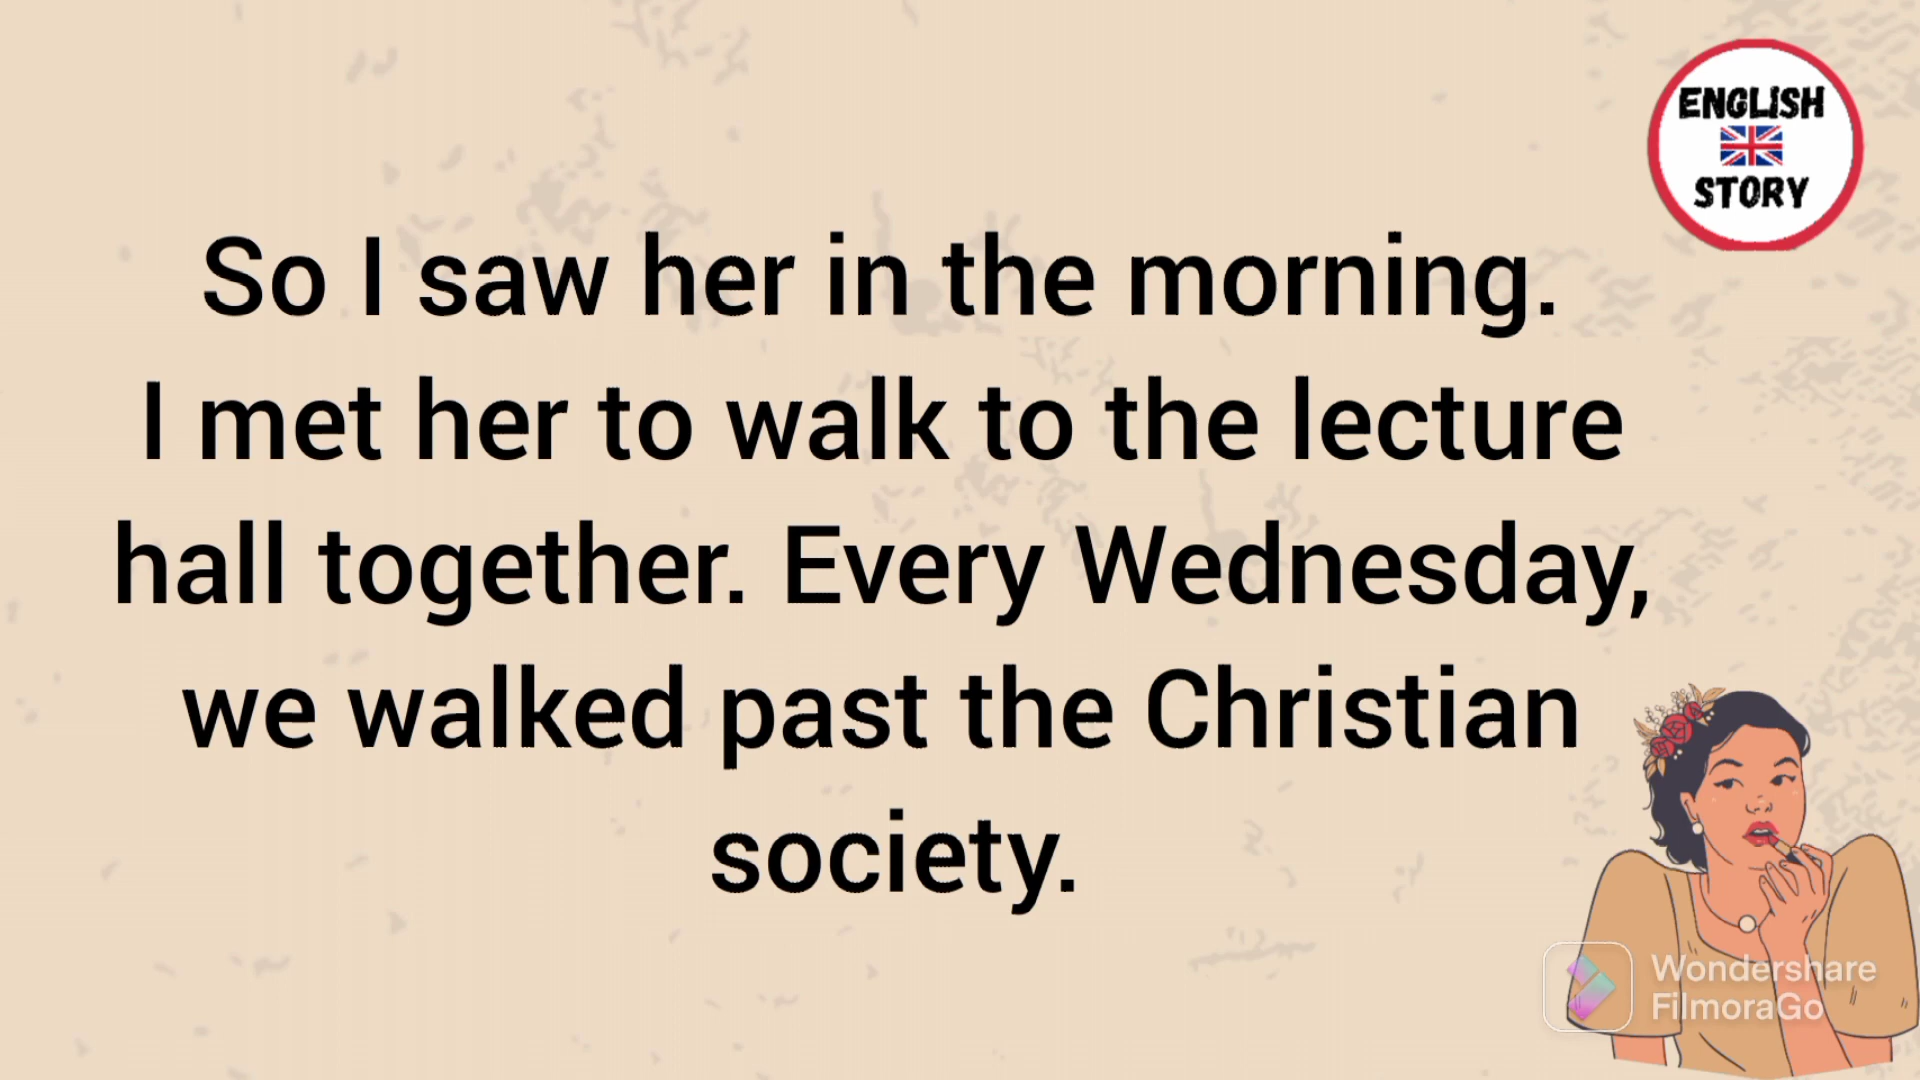 ENGLISH
STORY
So I saw her in the morning.
I met her to walk to the lecture
hall together. Every Wednesday,
we walked past the Christian
society.
Wondershare
FilmoraGo